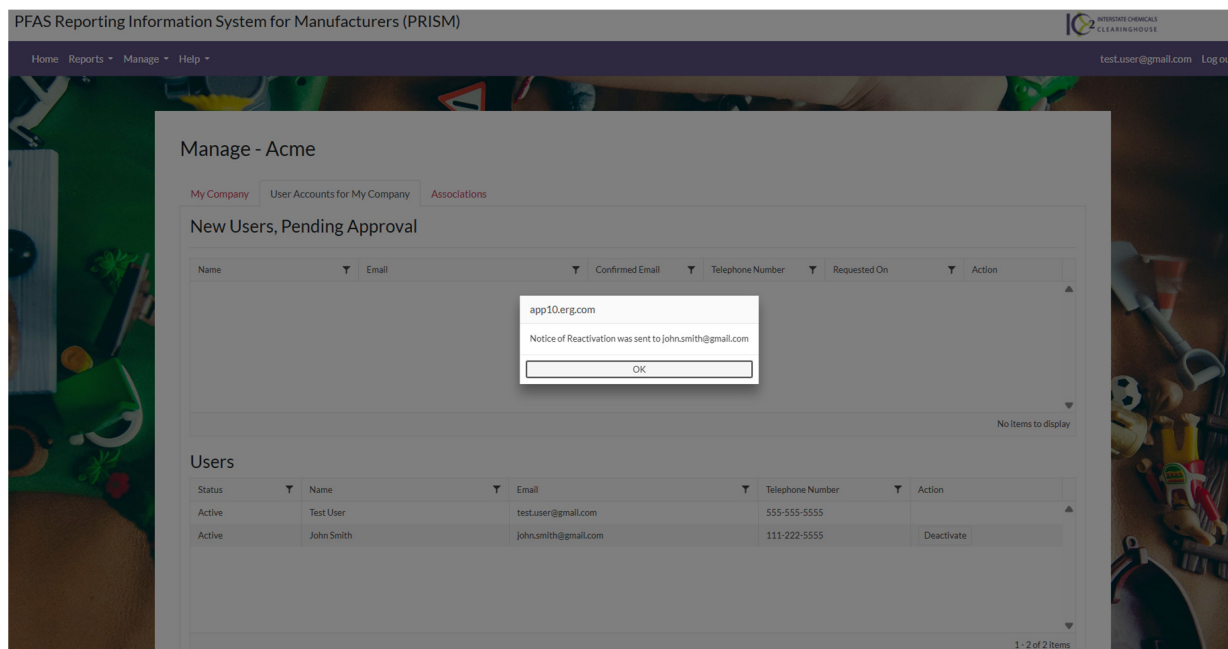 PFAS Reporting Information System for Manufacturers (PRISM)
IC2 INTERSTATE CHEMICALS
CLEARINGHOUSE
Home Reports Manage Help
test.user@gmail.com Log ou
Manage - Acme
My Company User Accounts for My Company Associations
New Users, Pending Approval
Name Email Confirmed Email Telephone Number Requested On Action
app10.erg.com
Notice of Reactivation was sent to john.smith@gmail.com
OK
No items to display
Users
Status Name Email Telephone Number Action
Active Test User test.user@gmail.com 555-555-5555
Active John Smith john.smith@gmail.com 111-222-5555 Deactivate
1 - 2 of 2 items